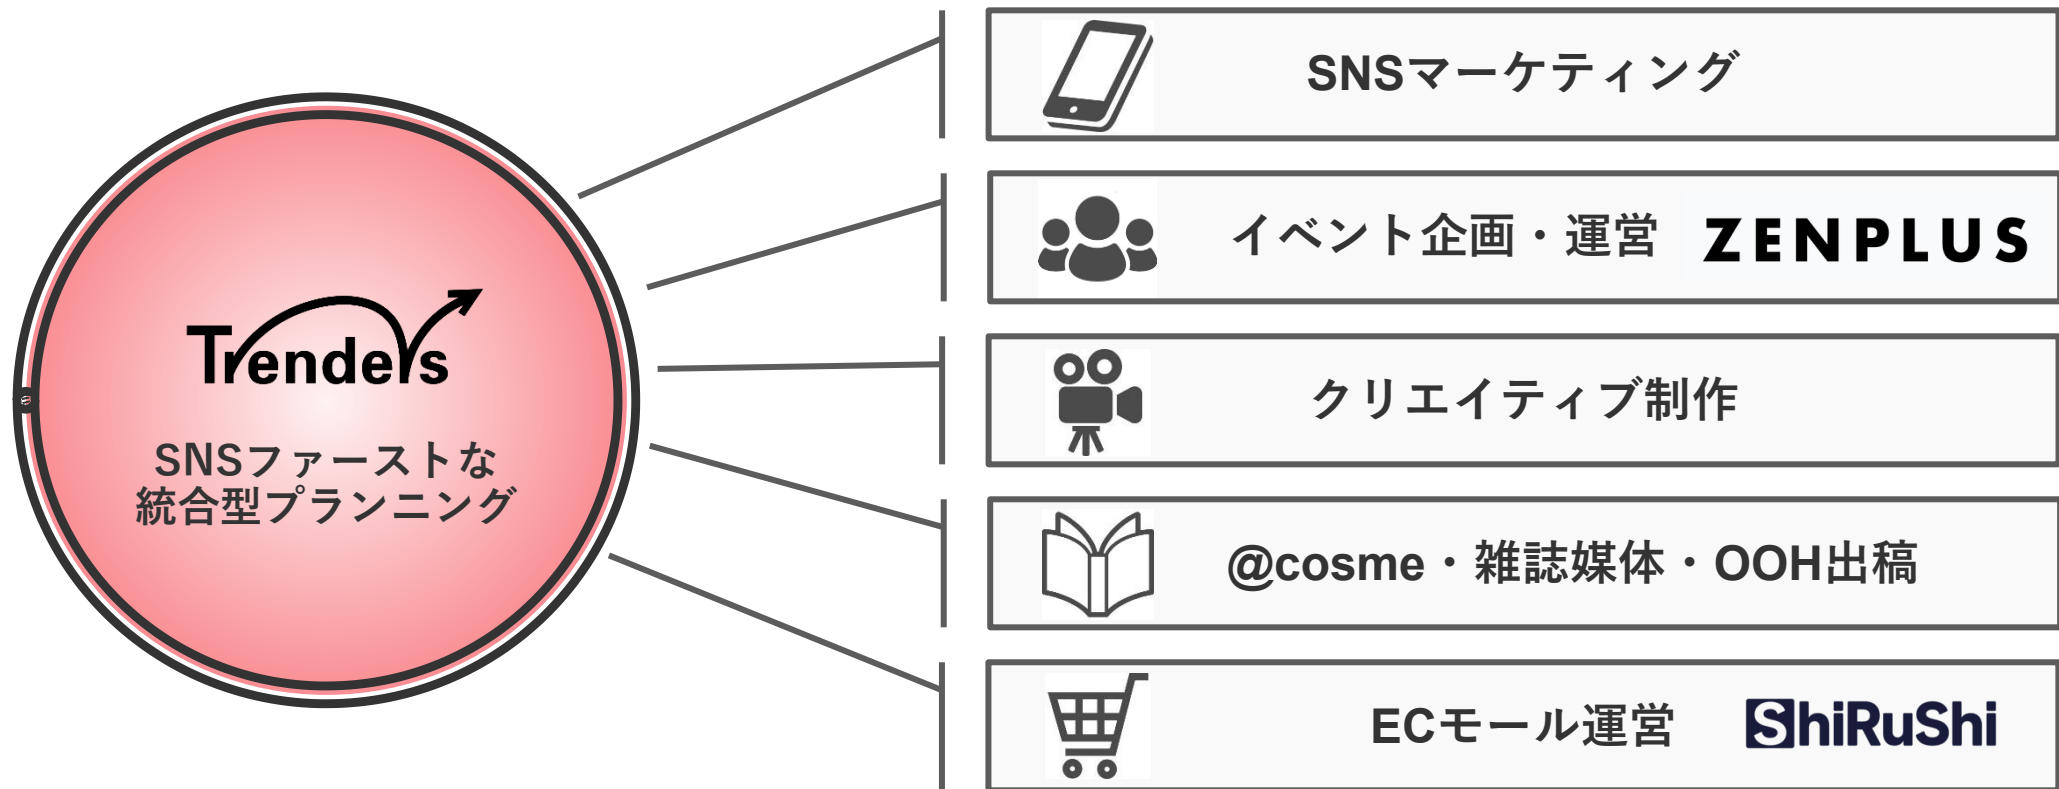 Trenders
SNSファーストな
統合型プランニング
SNSマーケティング
イベント企画・運営 ZENPLUS
クリエイティブ制作
@cosme・雑誌媒体・OOH出稿
ECモール運営 ShiRuShi